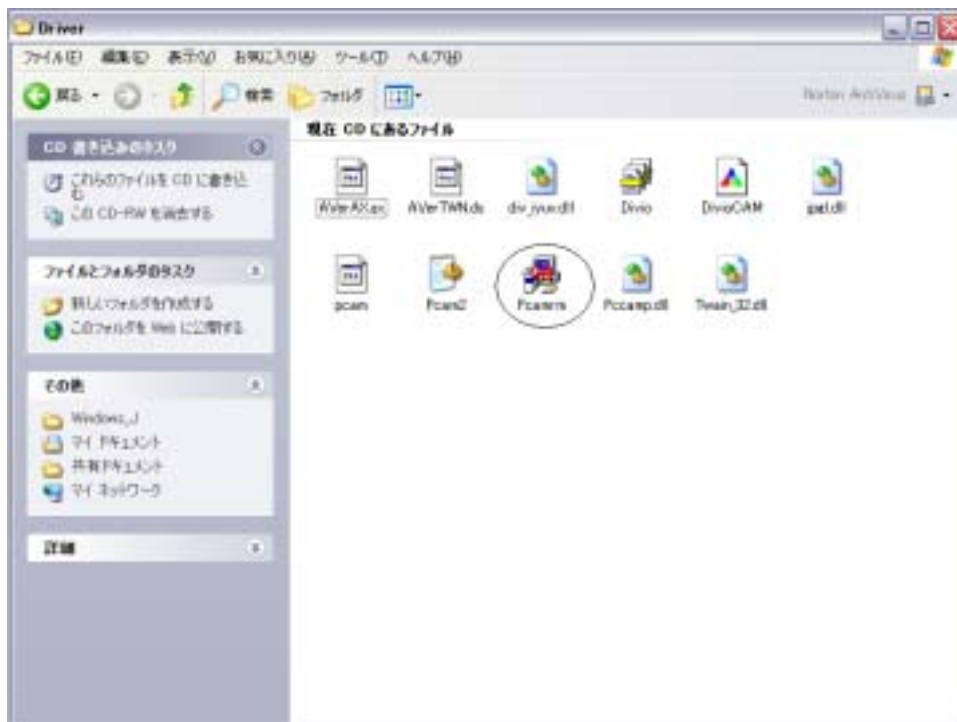 Driver
ファイル(F) 編集(E) 表示(V) お気に入り(A) ツール(T) ヘルプ(H)
戻る 検索 フォルダ Norton AntiVirus
CD 書き込みのタスク
これらのファイルを CD に書き込む
この CD-RW を消去する
ファイルとフォルダのタスク
新しいフォルダを作成する
このフォルダを Web に公開する
その他
Windows_J
マイ ドキュメント
共有ドキュメント
マイ ネットワーク
詳細
現在 CD にあるファイル
AVerAX.ax AVerTWN.ds div_iyuv.dll Divio DivioCAM
pcam Pcam2 Pccamp.dll Twain_32.dll